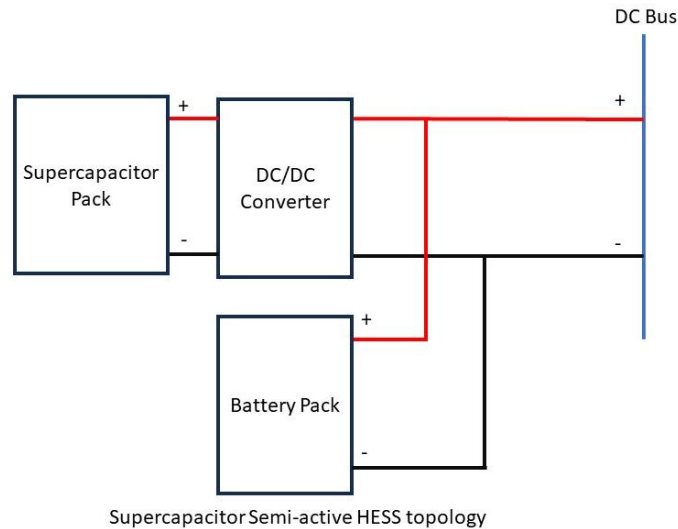 DC Bus
+
+
Supercapacitor
Pack
DC/DC
Converter
-
-
+
Battery Pack
-
Supercapacitor Semi-active HESS topology